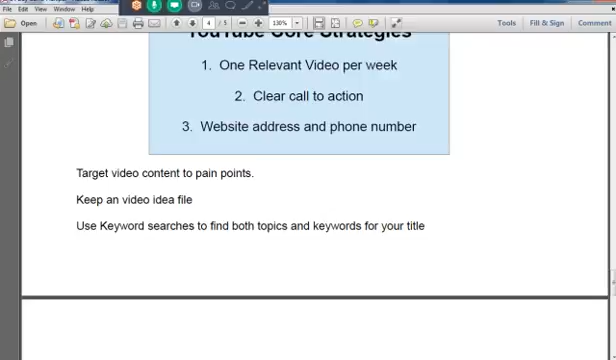 File Edit View Window Help
Open 4 / 5 130% Tools Fill & Sign Comment
YouTube Core Strategies
1. One Relevant Video per week
2. Clear call to action
3. Website address and phone number
Target video content to pain points.
Keep an video idea file
Use Keyword searches to find both topics and keywords for your title